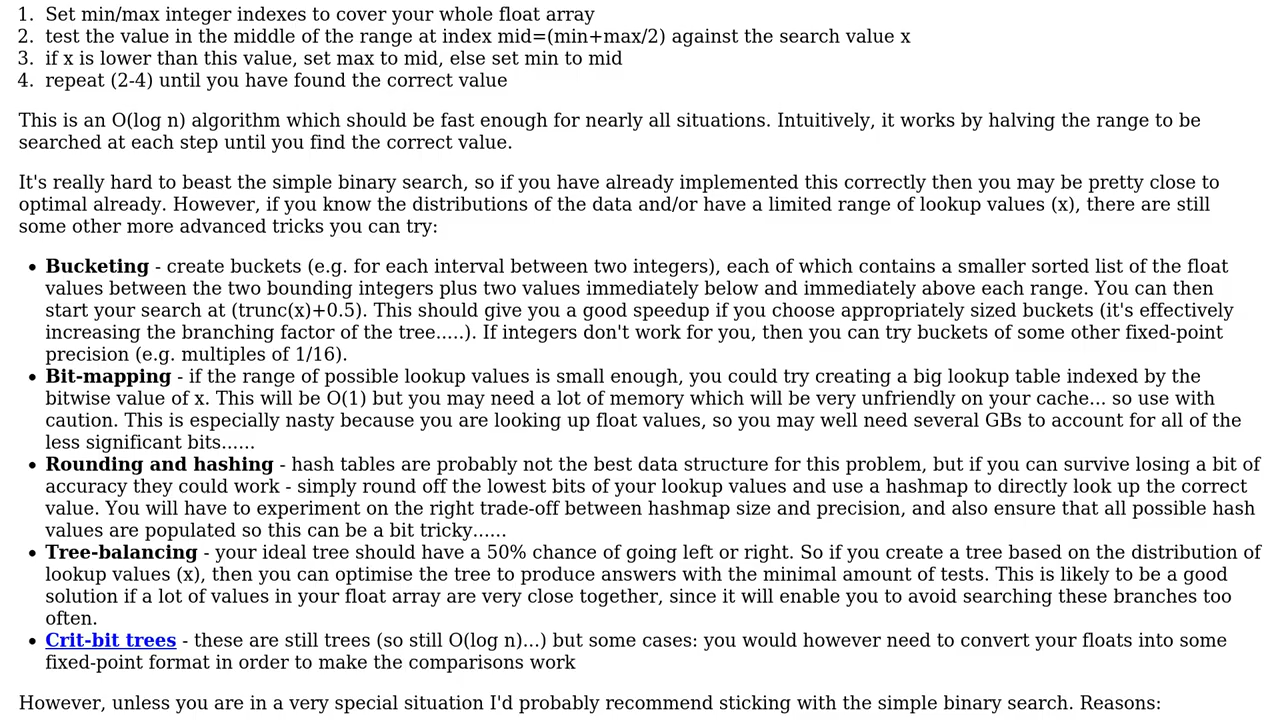 1. Set min/max integer indexes to cover your whole float array
2. test the value in the middle of the range at index mid=(min+max/2) against the search value x
3. if x is lower than this value, set max to mid, else set min to mid
4. repeat (2-4) until you have found the correct value
This is an O(log n) algorithm which should be fast enough for nearly all situations. Intuitively, it works by halving the range to be
searched at each step until you find the correct value.
It's really hard to beast the simple binary search, so if you have already implemented this correctly then you may be pretty close to
optimal already. However, if you know the distributions of the data and/or have a limited range of lookup values (x), there are still
some other more advanced tricks you can try:
• Bucketing - create buckets (e.g. for each interval between two integers), each of which contains a smaller sorted list of the float
values between the two bounding integers plus two values immediately below and immediately above each range. You can then
start your search at (trunc(x)+0.5). This should give you a good speedup if you choose appropriately sized buckets (it's effectively
increasing the branching factor of the tree.....). If integers don't work for you, then you can try buckets of some other fixed-point
precision (e.g. multiples of 1/16).
• Bit-mapping - if the range of possible lookup values is small enough, you could try creating a big lookup table indexed by the
bitwise value of x. This will be O(1) but you may need a lot of memory which will be very unfriendly on your cache... so use with
caution. This is especially nasty because you are looking up float values, so you may well need several GBs to account for all of the
less significant bits......
• Rounding and hashing - hash tables are probably not the best data structure for this problem, but if you can survive losing a bit of
accuracy they could work - simply round off the lowest bits of your lookup values and use a hashmap to directly look up the correct
value. You will have to experiment on the right trade-off between hashmap size and precision, and also ensure that all possible hash
values are populated so this can be a bit tricky......
• Tree-balancing - your ideal tree should have a 50% chance of going left or right. So if you create a tree based on the distribution of
lookup values (x), then you can optimise the tree to produce answers with the minimal amount of tests. This is likely to be a good
solution if a lot of values in your float array are very close together, since it will enable you to avoid searching these branches too
often.
• Crit-bit trees - these are still trees (so still O(log n)...) but some cases: you would however need to convert your floats into some
fixed-point format in order to make the comparisons work
However, unless you are in a very special situation I'd probably recommend sticking with the simple binary search. Reasons: